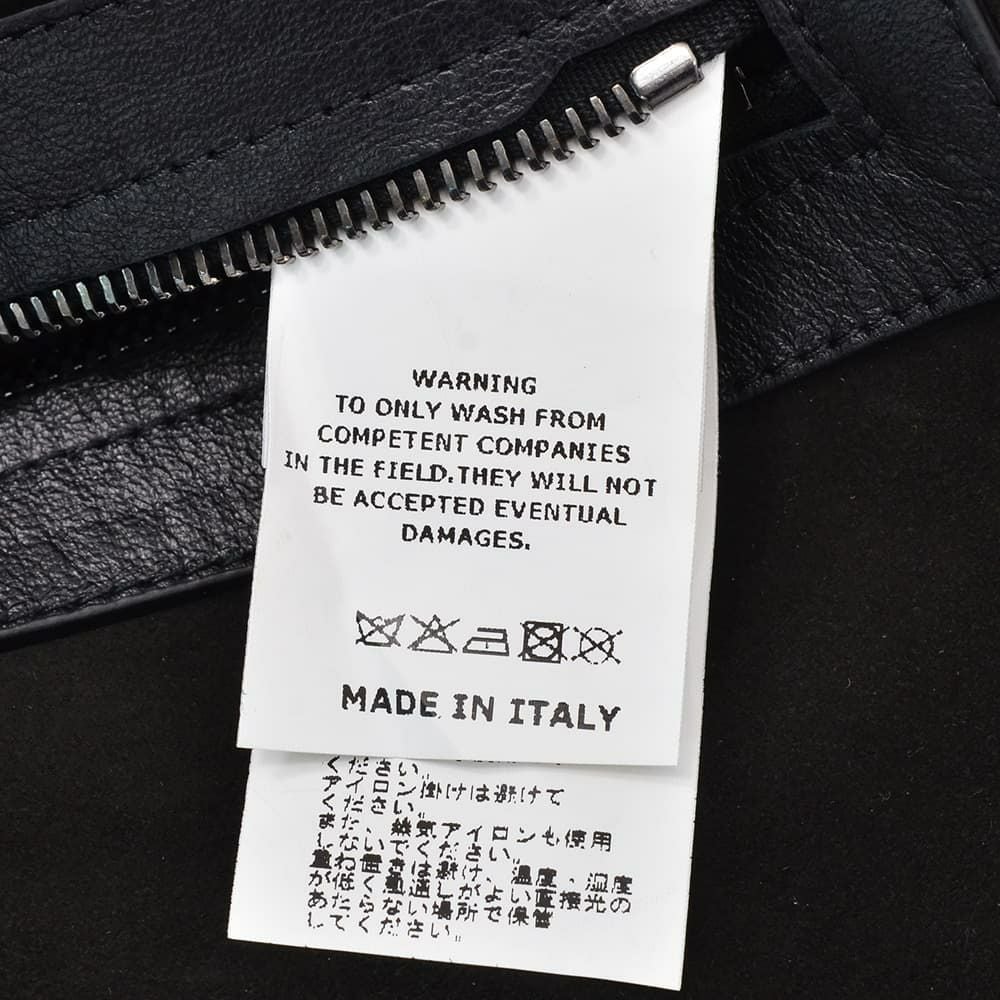 WARNING
TO ONLY WASH FROM
COMPETENT COMPANIES
IN THE FIELD.THEY WILL NOT
BE ACCEPTED EVENTUAL
DAMAGES.
MADE IN ITALY
ください。
アイロン掛けは避けて
ください。
また、蒸気アイロンも使用
しないでください。
重ね置きは避け、温度・湿度
が低く風通しがよい直接光の
あたらない場所で保管
してください。